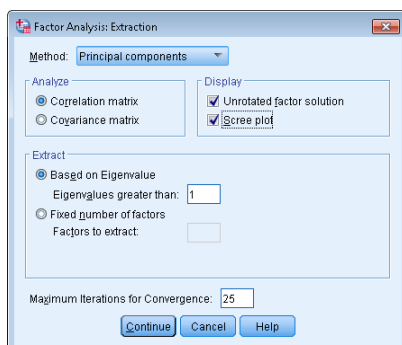 Factor Analysis: Extraction
Method: Principal components
Analyze
Correlation matrix
Covariance matrix
Display
Unrotated factor solution
Scree plot
Extract
Based on Eigenvalue
Eigenvalues greater than: 1
Fixed number of factors
Factors to extract:
Maximum Iterations for Convergence: 25
Continue Cancel Help